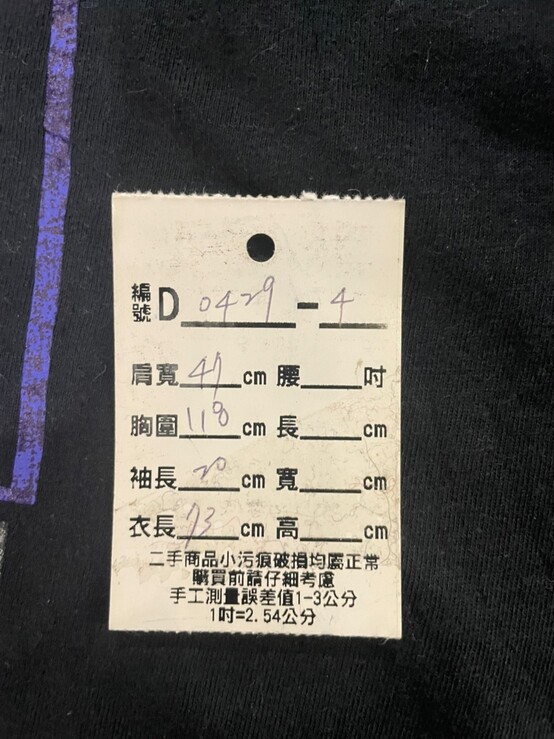 編號 D 0429 - 4
肩寬 47 cm 腰 吋
胸圍 118 cm 長 cm
袖長 20 cm 寬 cm
衣長 73 cm 高 cm
二手商品小污痕破損均屬正常
購買前請仔細考慮
手工測量誤差值1-3公分
1吋=2.54公分